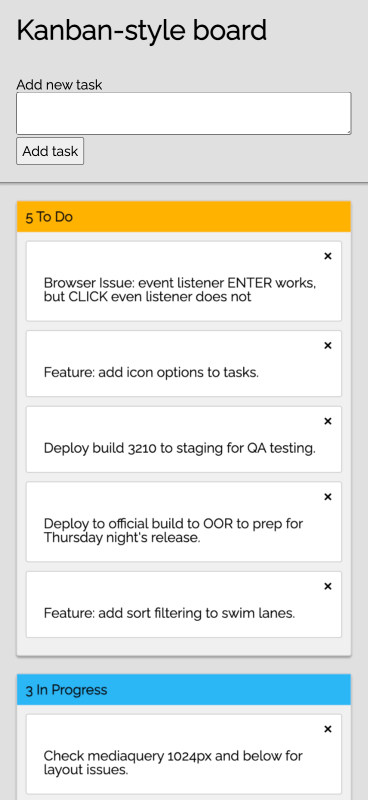 Kanban-style board
Add new task
Add task
5 To Do
×
Browser Issue: event listener ENTER works,
but CLICK even listener does not
×
Feature: add icon options to tasks.
×
Deploy build 3210 to staging for QA testing.
×
Deploy to official build to OOR to prep for
Thursday night's release.
×
Feature: add sort filtering to swim lanes.
3 In Progress
×
Check mediaquery 1024px and below for
layout issues.